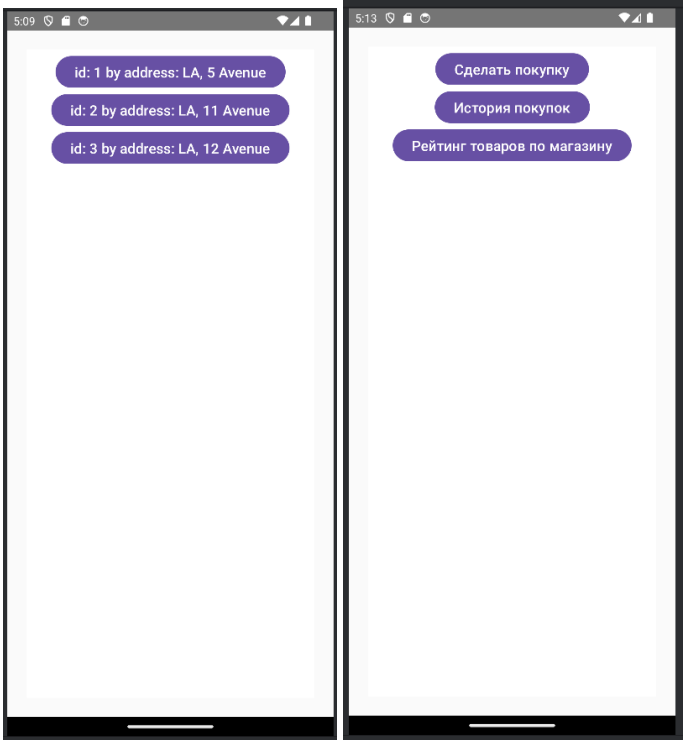 5:09
id: 1 by address: LA, 5 Avenue
id: 2 by address: LA, 11 Avenue
id: 3 by address: LA, 12 Avenue
5:13
Сделать покупку
История покупок
Рейтинг товаров по магазину